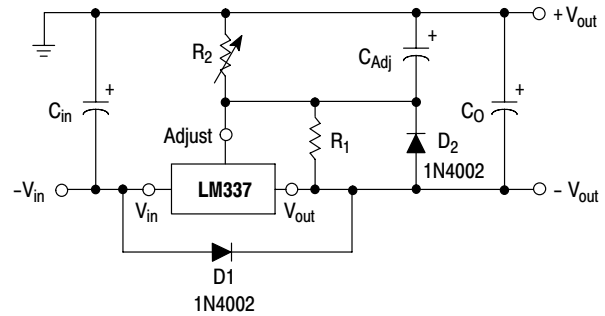 + Vout
R2
CAdj
+
+
+
Cin
CO
Adjust
R1
D2
1N4002
–Vin
Vin
LM337
Vout
– Vout
D1
1N4002